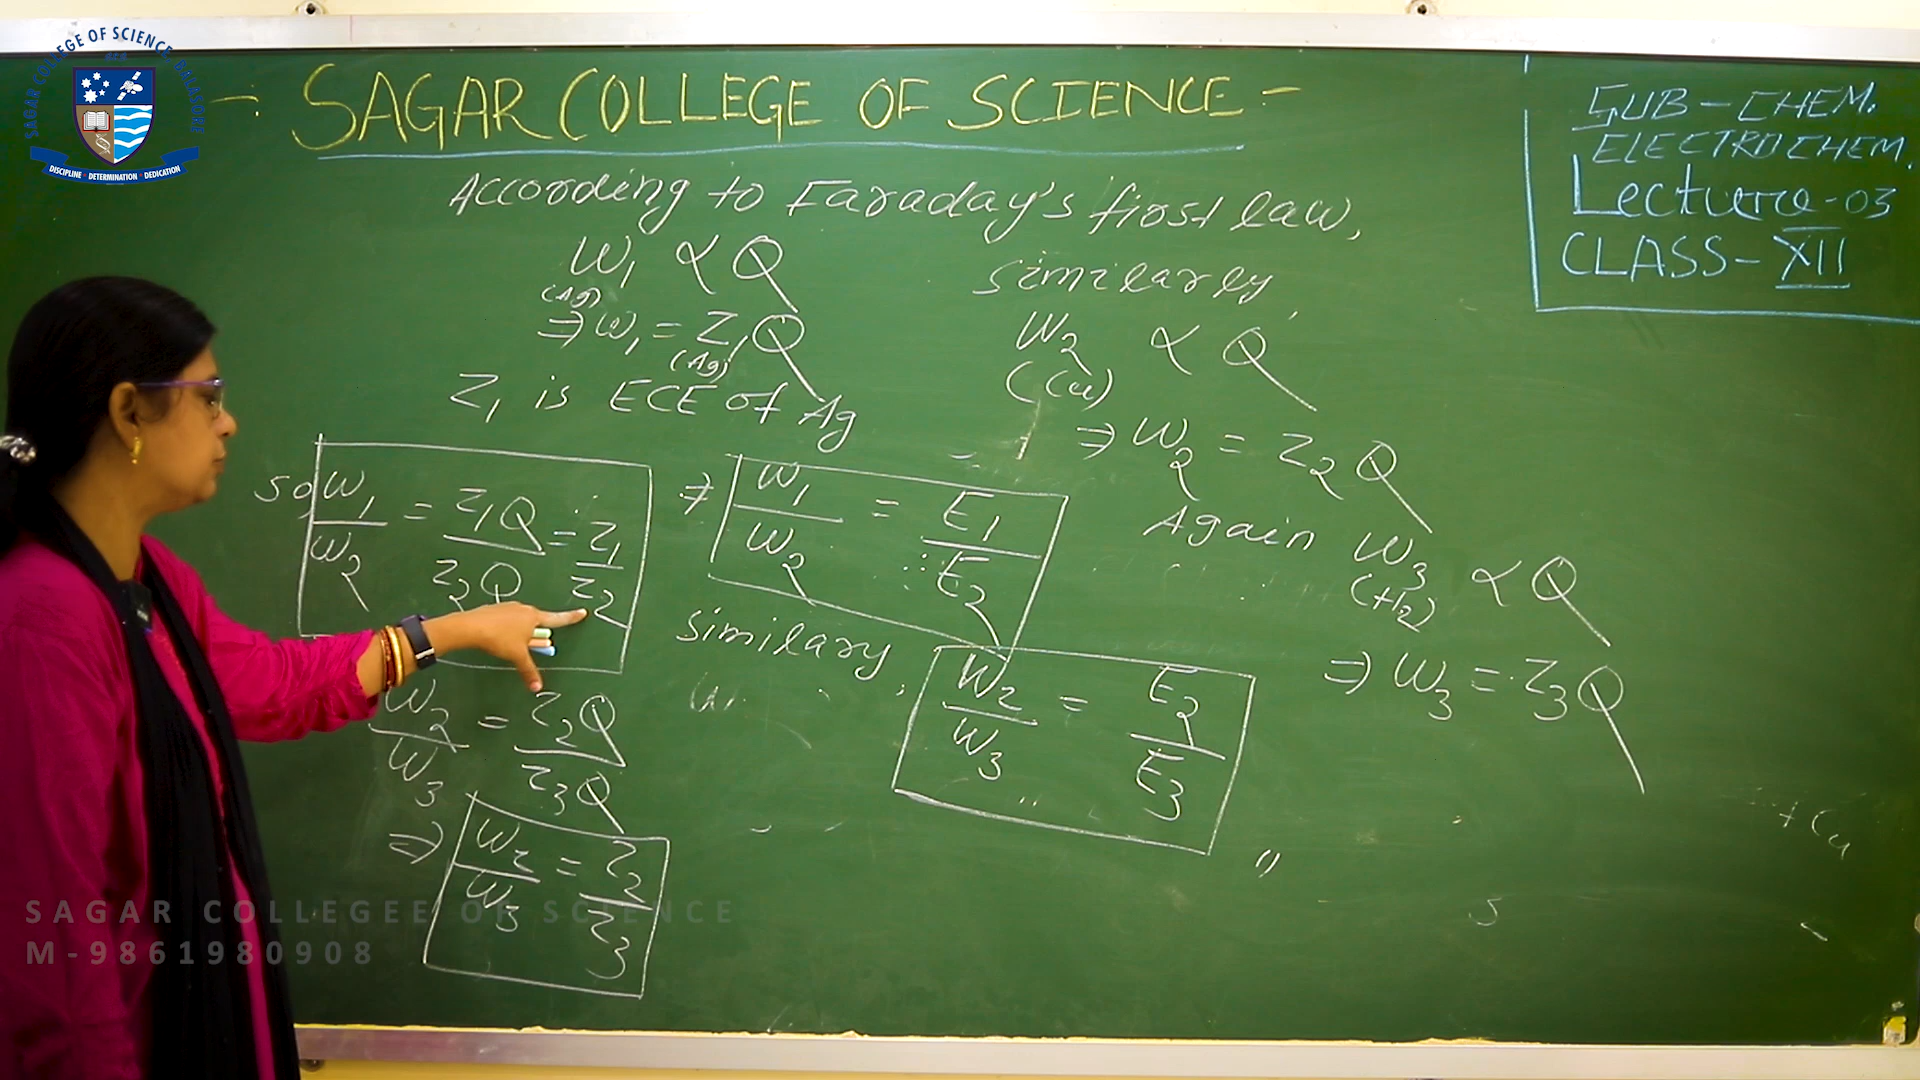 SAGAR COLLEGE OF SCIENCE, BALASORE
DISCIPLINE DETERMINATION DEDICATION
-: SAGAR COLLEGE OF SCIENCE -
SUB - CHEM.
ELECTROCHEM.
Lecture - 03
CLASS - XII
According to Faraday's first law,
W₁ ∝ Q
(Ag)
⇒ W₁ = Z₁Q
(Ag)
Z₁ is ECE of Ag
Similarly,
W₂ ∝ Q
(Cu)
⇒ W₂ = Z₂Q
Again W₃ ∝ Q
(H₂)
⇒ W₃ = Z₃Q
So, W₁/W₂ = Z₁Q/Z₂Q = Z₁/Z₂
⇒ W₁/W₂ = E₁/E₂
W₂/W₃ = Z₂Q/Z₃Q
⇒ W₂/W₃ = Z₂/Z₃
Similary,
W₂/W₃ = E₂/E₃
SAGAR COLLEGEE OF SCIENCE
M-9861980908